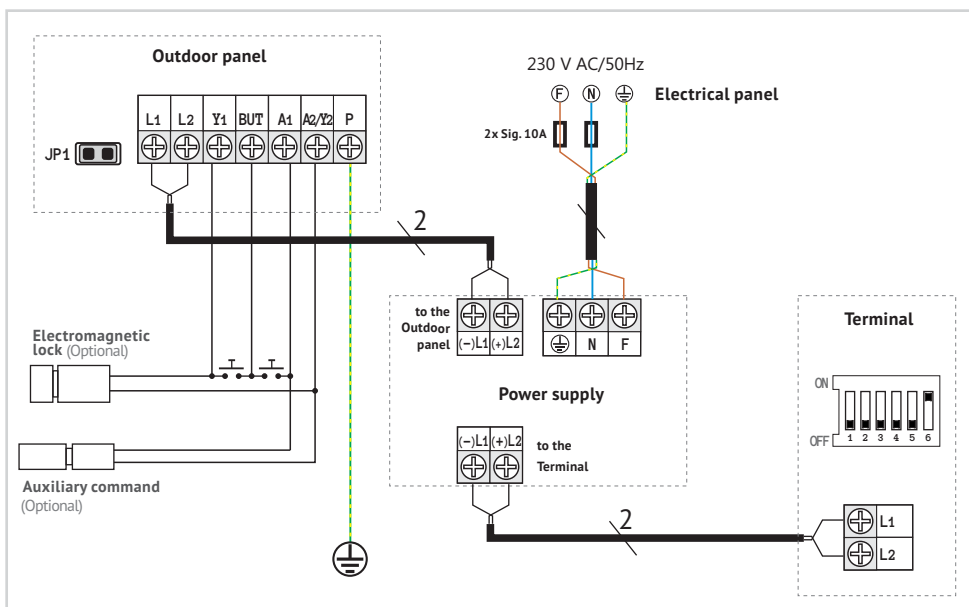 Outdoor panel
L1 L2 Y1 BUT A1 A2/Y2 P
JP1
230 V AC/50Hz
F N
Electrical panel
2x Sig. 10A
2
to the
Outdoor
panel
(-)L1 (+)L2
N F
Terminal
Electromagnetic
lock (Optional)
Power supply
ON
OFF
1 2 3 4 5 6
(-)L1 (+)L2
to the
Terminal
Auxiliary command
(Optional)
2
L1
L2